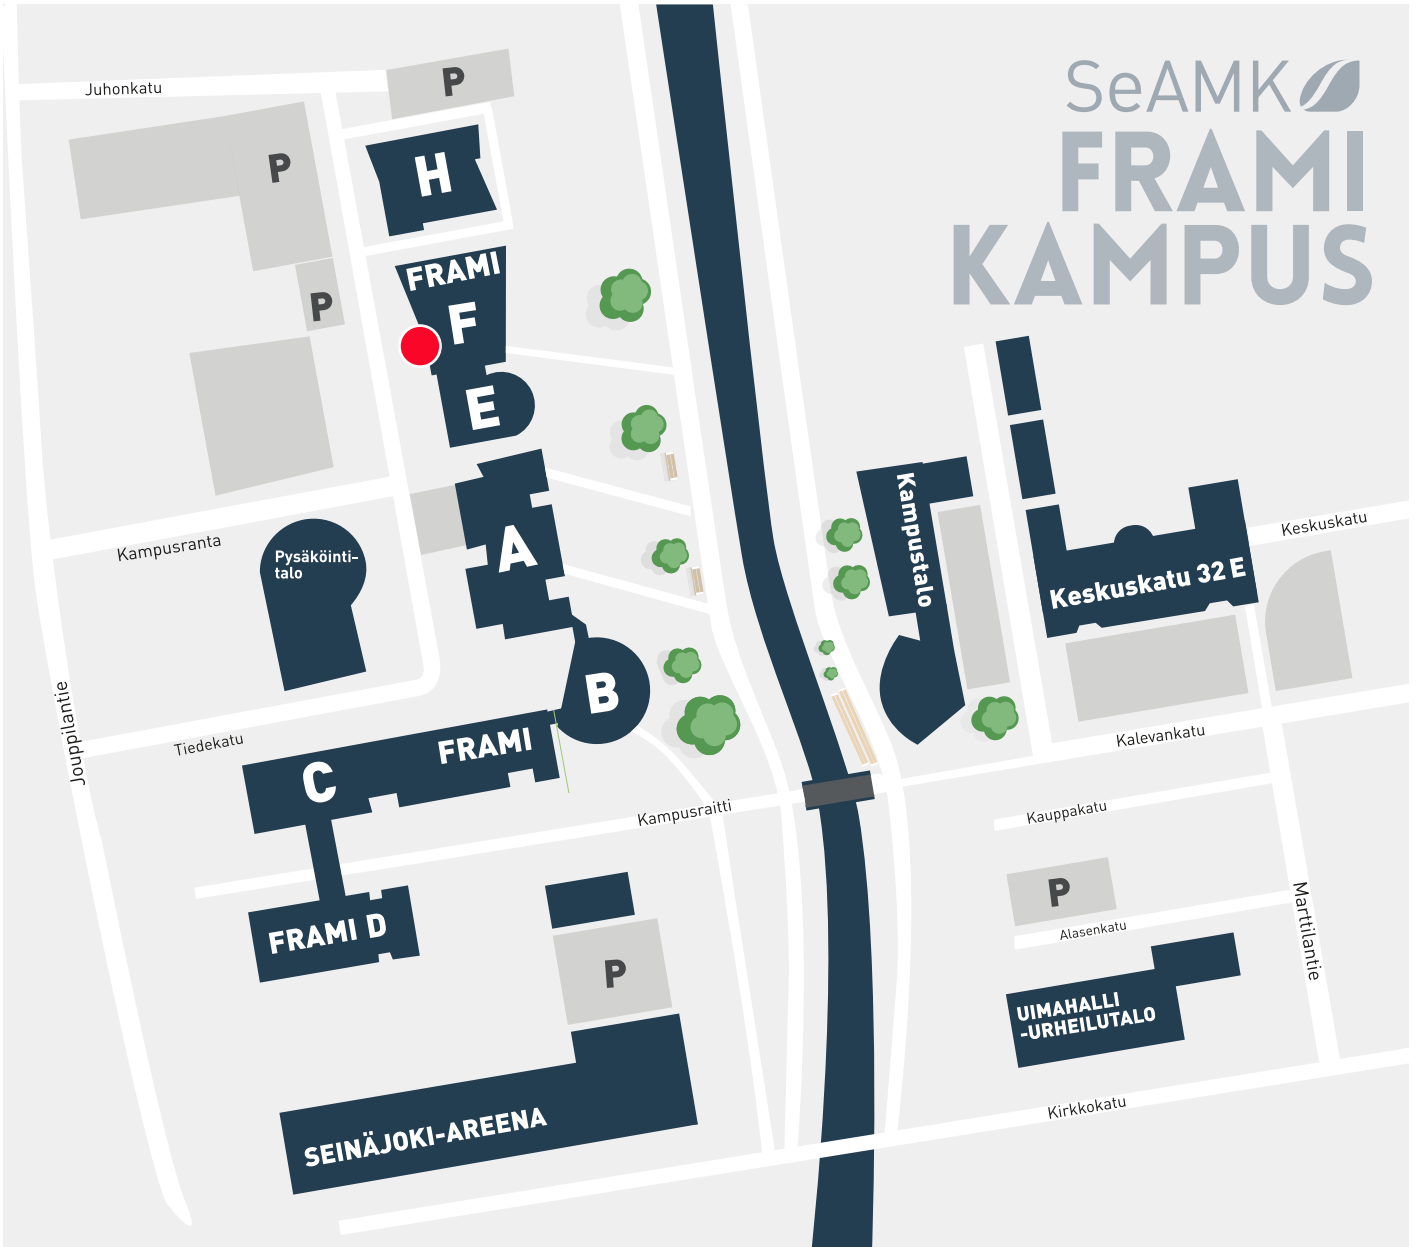 SeAMK
FRAMI
KAMPUS
Juhonkatu
P
P
P
H
FRAMI
F
E
A
B
Kampusranta
Pysäköinti-
talo
Jouppilantie
Tiedekatu
FRAMI
C
Kampusraitti
FRAMI D
P
SEINÄJOKI-AREENA
Kampustalo
Keskuskatu
Keskuskatu 32 E
Kalevankatu
Kauppakatu
P
Alasenkatu
Marttilantie
UIMAHALLI
-URHEILUTALO
Kirkkokatu